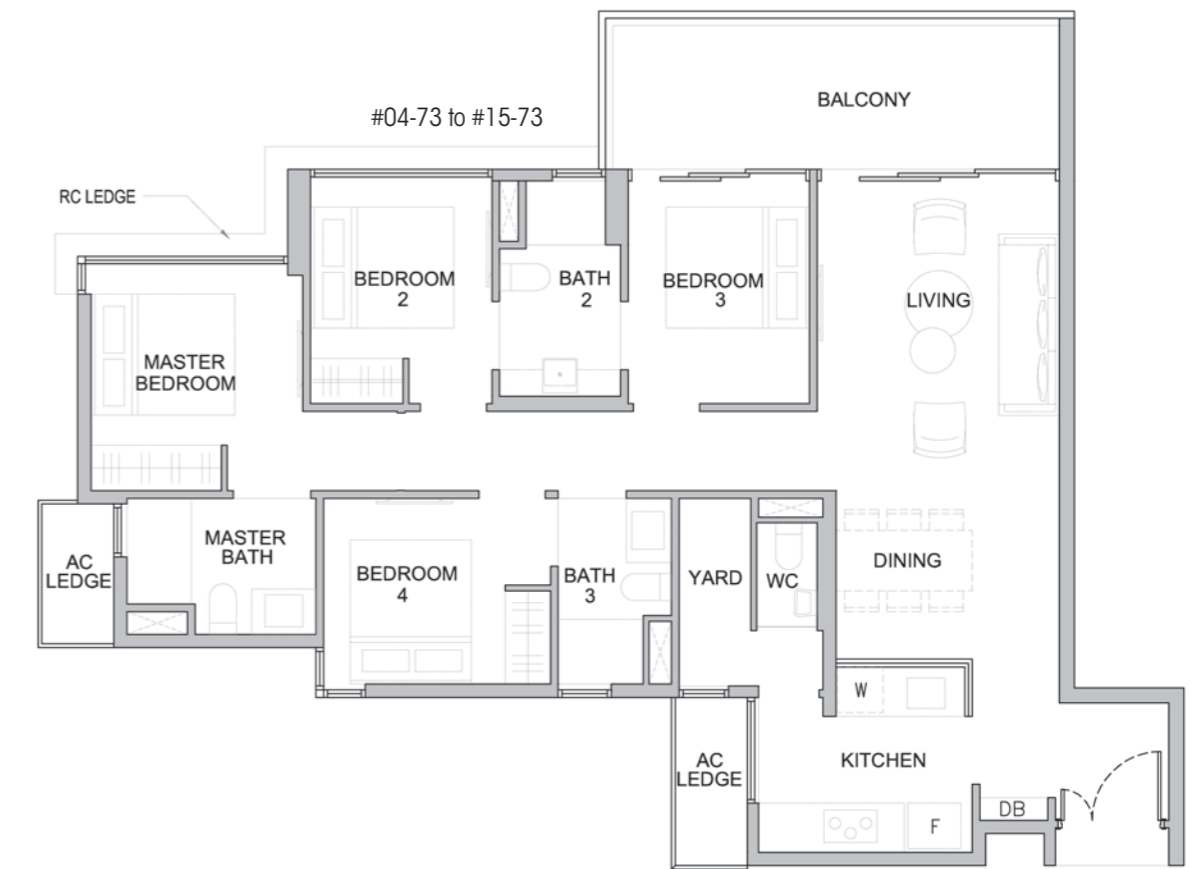 BALCONY
#04-73 to #15-73
RC LEDGE
BEDROOM
2
BATH
2
BEDROOM
3
LIVING
MASTER
BEDROOM
MASTER
BATH
AC
LEDGE
BEDROOM
4
BATH
3
YARD
WC
DINING
W
KITCHEN
AC
LEDGE
DB
F